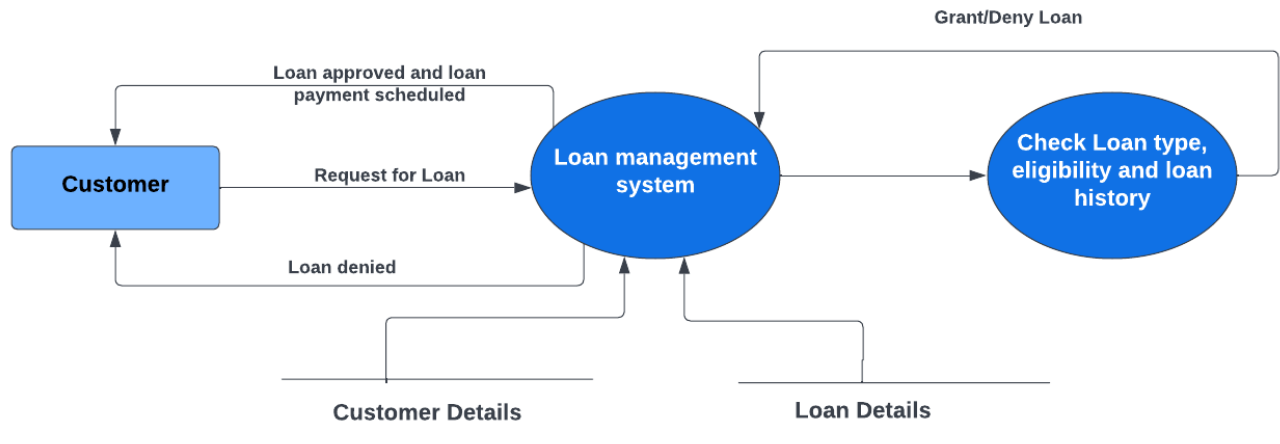 Grant/Deny Loan
Loan approved and loan
payment scheduled
Customer
Request for Loan
Loan management
system
Check Loan type,
eligibility and loan
history
Loan denied
Customer Details
Loan Details